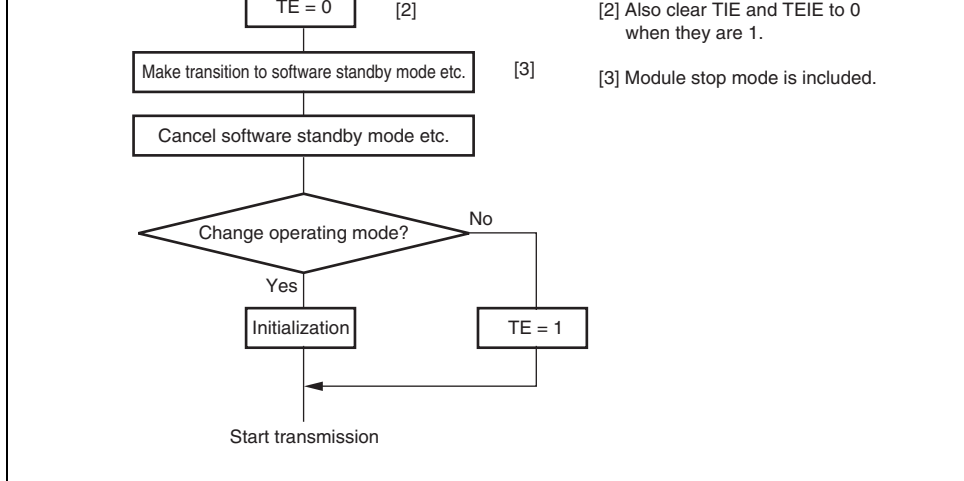 TE = 0
[2]
[2] Also clear TIE and TEIE to 0
when they are 1.
Make transition to software standby mode etc.
[3]
[3] Module stop mode is included.
Cancel software standby mode etc.
Change operating mode?
No
Yes
Initialization
TE = 1
Start transmission